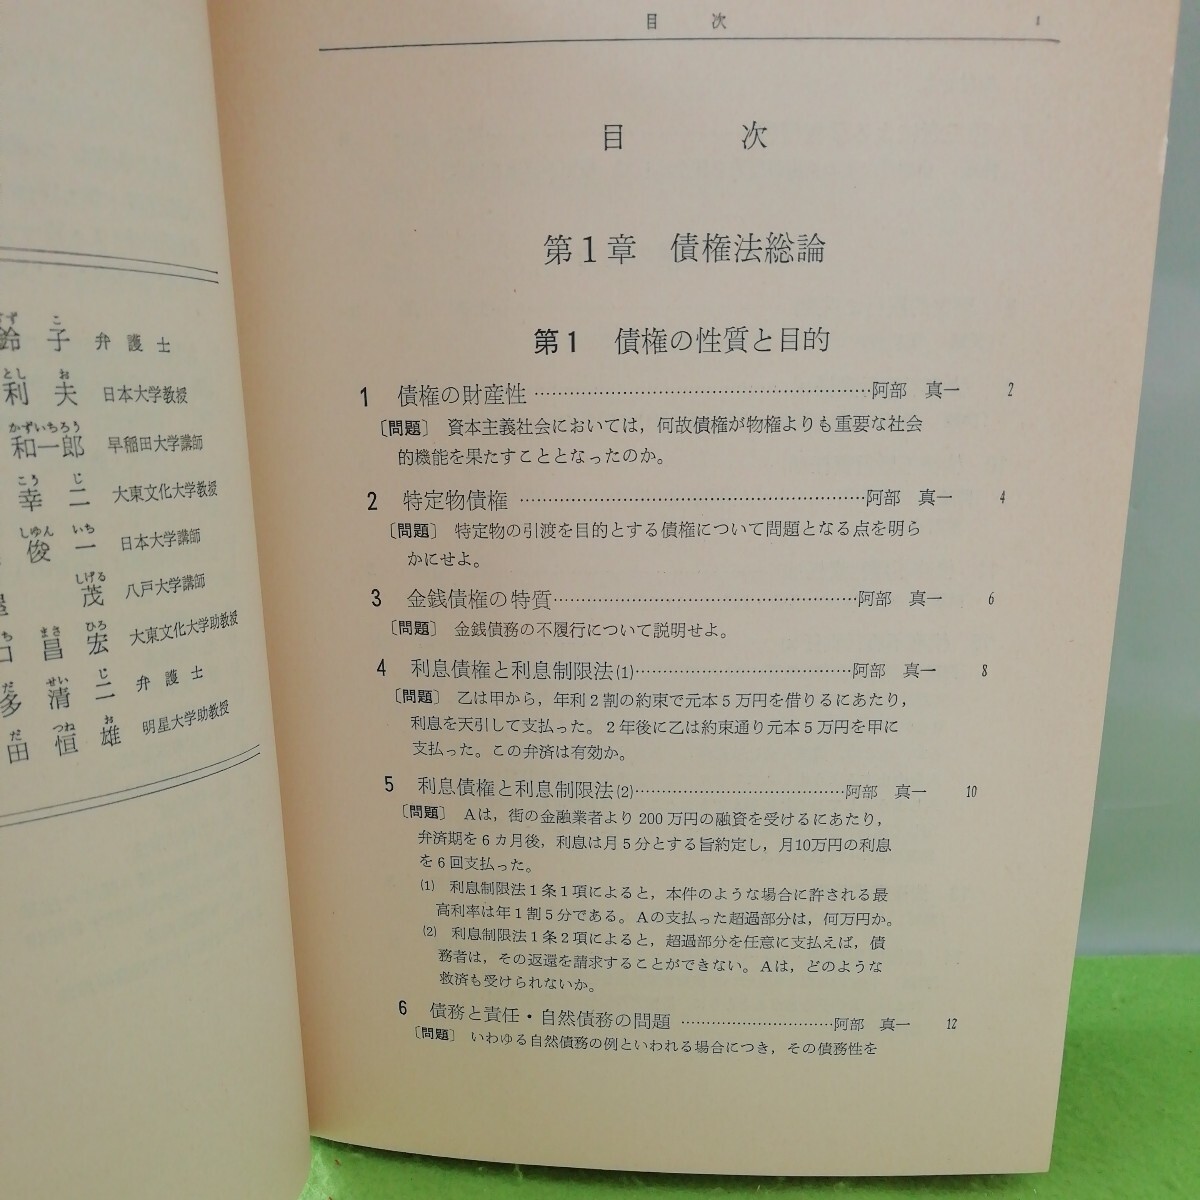 鈴子 弁護士
利夫 日本大学教授
和一郎 早稲田大学講師
幸二 大東文化大学教授
俊一 日本大学講師
茂 八戸大学講師
口昌宏 大東文化大学助教授
多清二 弁護士
田恒雄 明星大学助教授
目 次
目 次
第1章 債権法総論
第1 債権の性質と目的
1 債権の財産性……………………………………阿部 真一 2
〔問題〕 資本主義社会においては，何故債権が物権よりも重要な社会
的機能を果たすこととなったのか。
2 特定物債権……………………………………阿部 真一 4
〔問題〕 特定物の引渡を目的とする債権について問題となる点を明ら
かにせよ。
3 金銭債権の特質……………………………………阿部 真一 6
〔問題〕 金銭債務の不履行について説明せよ。
4 利息債権と利息制限法(1)……………………………阿部 真一 8
〔問題〕 乙は甲から，年利2割の約束で元本5万円を借りるにあたり，
利息を天引して支払った。2年後に乙は約束通り元本5万円を甲に
支払った。この弁済は有効か。
5 利息債権と利息制限法(2)……………………………阿部 真一 10
〔問題〕 Aは，街の金融業者より200万円の融資を受けるにあたり，
弁済期を6カ月後，利息は月5分とする旨約定し，月10万円の利息
を6回支払った。
(1) 利息制限法1条1項によると，本件のような場合に許される最
高利率は年1割5分である。Aの支払った超過部分は，何万円か。
(2) 利息制限法1条2項によると，超過部分を任意に支払えば，債
務者は，その返還を請求することができない。Aは，どのような
救済も受けられないか。
6 債務と責任・自然債務の問題…………………………阿部 真一 12
〔問題〕 いわゆる自然債務の例といわれる場合につき，その債務性を